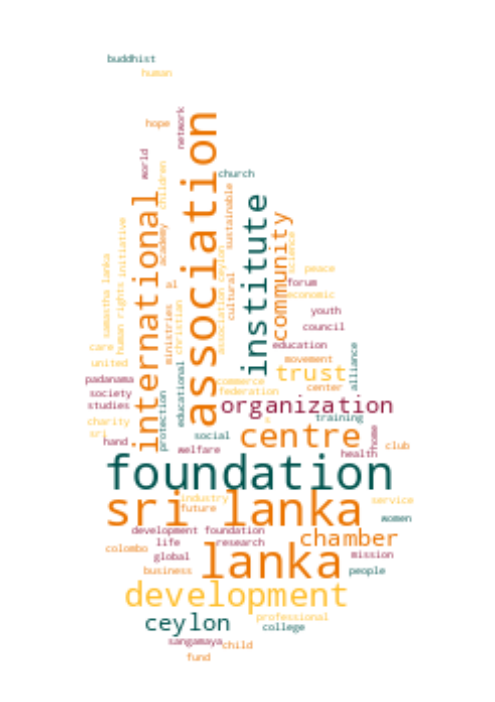 buddhist
human
hope
network
association
world
international
children
church
sustainable
institute
community
science
academy
samastha lanka
human rights initiative
al
cultural
association ceylon
peace
forum
economic
youth
council
christian
ministries
education
movement
alliance
care
united
trust
center
commerce
federation
padanama
society
studies
educational
protection
organization
charity
sri
hand
s
training
social
centre
home
health
club
welfare
foundation
industry
future
sri lanka
service
women
development foundation
life
research
chamber
colombo
global
lanka
mission
business
people
development
professional
ceylon
college
sangamaya
child
fund